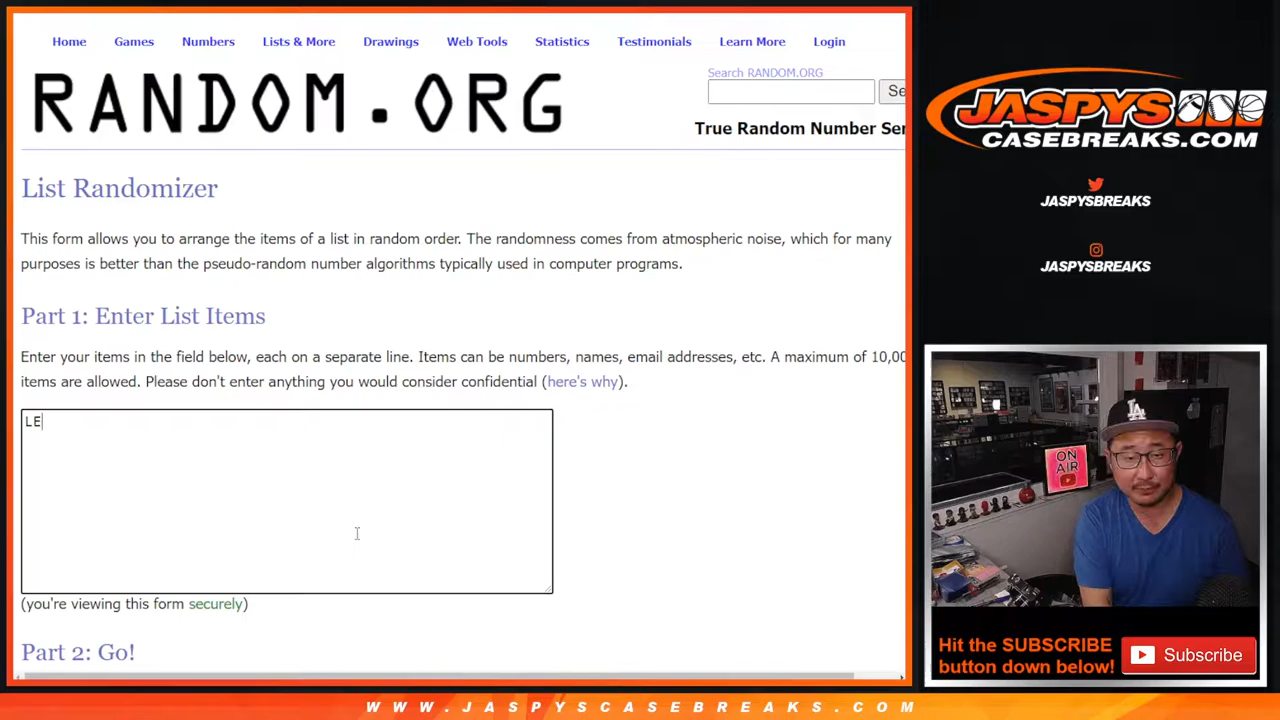 Home Games Numbers Lists & More Drawings Web Tools Statistics Testimonials Learn More Login
RANDOM.ORG
Search RANDOM.ORG
Se
True Random Number Ser
List Randomizer
This form allows you to arrange the items of a list in random order. The randomness comes from atmospheric noise, which for many
purposes is better than the pseudo-random number algorithms typically used in computer programs.
Part 1: Enter List Items
Enter your items in the field below, each on a separate line. Items can be numbers, names, email addresses, etc. A maximum of 10,00
items are allowed. Please don't enter anything you would consider confidential (here's why).
LE
(you're viewing this form securely)
Part 2: Go!
JASPYS
CASEBREAKS.COM
JASPYSBREAKS
JASPYSBREAKS
LA
ON
AIR
Hit the SUBSCRIBE
button down below!
Subscribe
WWW.JASPYSCASEBREAKS.COM